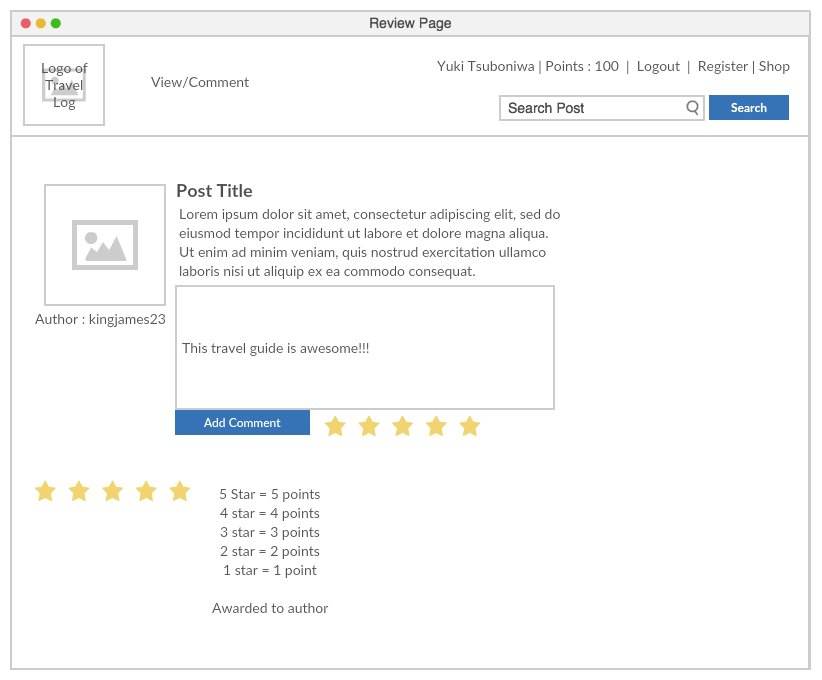 Review Page
Logo of
Travel
Log
View/Comment
Yuki Tsuboniwa | Points : 100 | Logout | Register | Shop
Search Post
Search
Post Title
Lorem ipsum dolor sit amet, consectetur adipiscing elit, sed do
eiusmod tempor incididunt ut labore et dolore magna aliqua.
Ut enim ad minim veniam, quis nostrud exercitation ullamco
laboris nisi ut aliquip ex ea commodo consequat.
Author : kingjames23
This travel guide is awesome!!!
Add Comment
5 Star = 5 points
4 star = 4 points
3 star = 3 points
2 star = 2 points
1 star = 1 point
Awarded to author